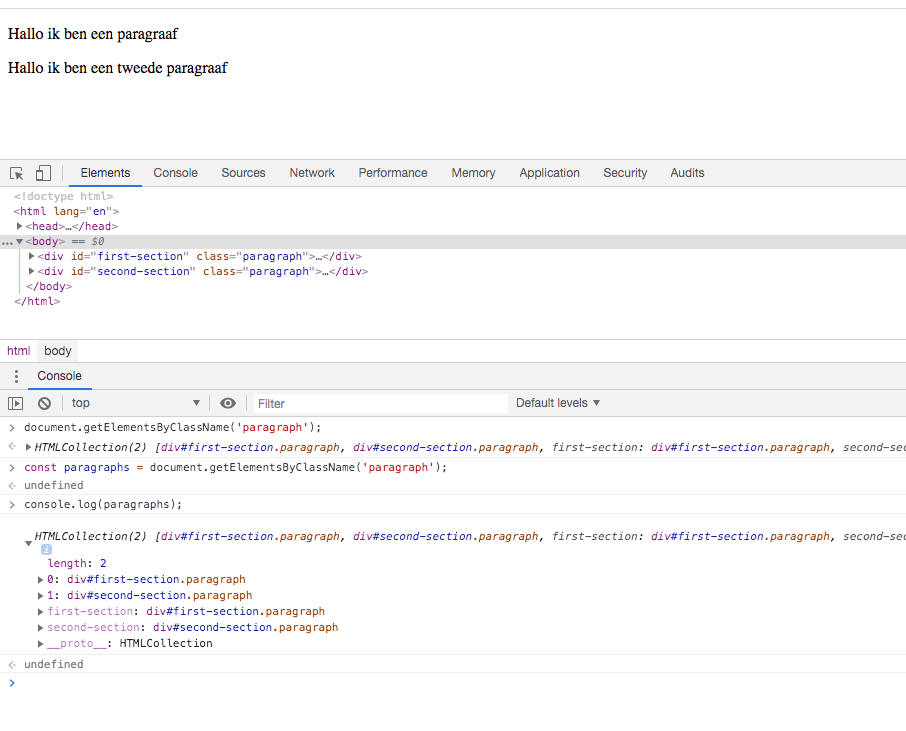 Hallo ik ben een paragraaf
Hallo ik ben een tweede paragraaf
Elements Console Sources Network Performance Memory Application Security Audits
<!doctype html>
<html lang="en">
<head>…</head>
<body> == $0
<div id="first-section" class="paragraph">…</div>
<div id="second-section" class="paragraph">…</div>
</body>
</html>
html body
Console
top Filter Default levels
document.getElementsByClassName('paragraph');
HTMLCollection(2) [div#first-section.paragraph, div#second-section.paragraph, first-section: div#first-section.paragraph, second-sec
const paragraphs = document.getElementsByClassName('paragraph');
undefined
console.log(paragraphs);
HTMLCollection(2) [div#first-section.paragraph, div#second-section.paragraph, first-section: div#first-section.paragraph, second-sec
i
length: 2
0: div#first-section.paragraph
1: div#second-section.paragraph
first-section: div#first-section.paragraph
second-section: div#second-section.paragraph
__proto__: HTMLCollection
undefined